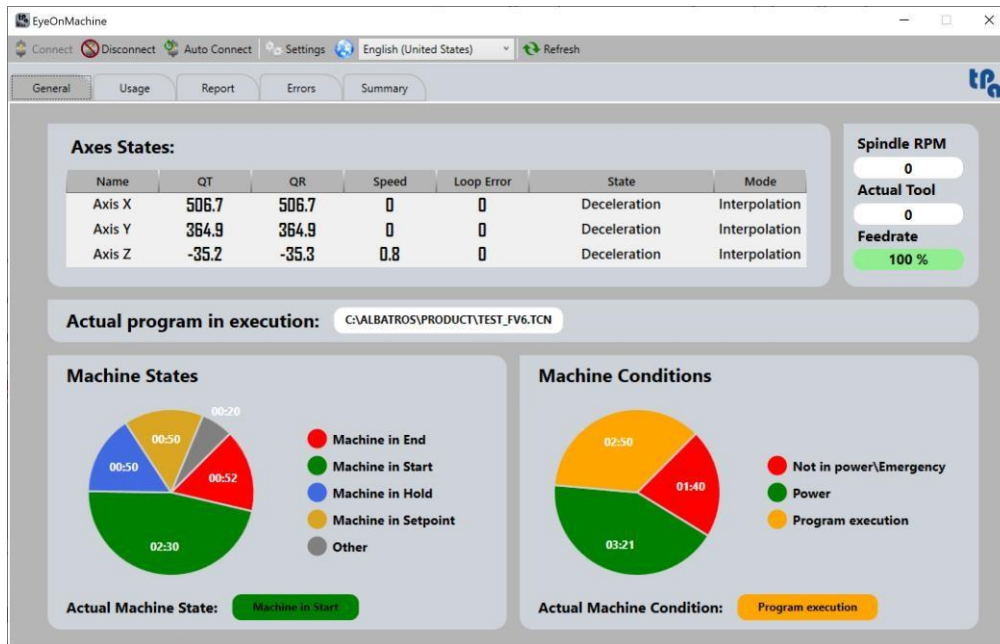 EyeOnMachine
Connect Disconnect Auto Connect Settings English (United States) Refresh
General Usage Report Errors Summary
tpa
Axes States:
Name QT QR Speed Loop Error State Mode
Axis X 506.7 506.7 0 0 Deceleration Interpolation
Axis Y 364.9 364.9 0 0 Deceleration Interpolation
Axis Z -35.2 -35.3 0.8 0 Deceleration Interpolation
Spindle RPM
0
Actual Tool
0
Feedrate
100 %
Actual program in execution: C:\ALBATROS\PRODUCT\TEST_FV6.TCN
Machine States
00:20
00:50
00:50
00:52
02:30
Machine in End
Machine in Start
Machine in Hold
Machine in Setpoint
Other
Actual Machine State: Machine in Start
Machine Conditions
02:50
01:40
03:21
Not in power\Emergency
Power
Program execution
Actual Machine Condition: Program execution